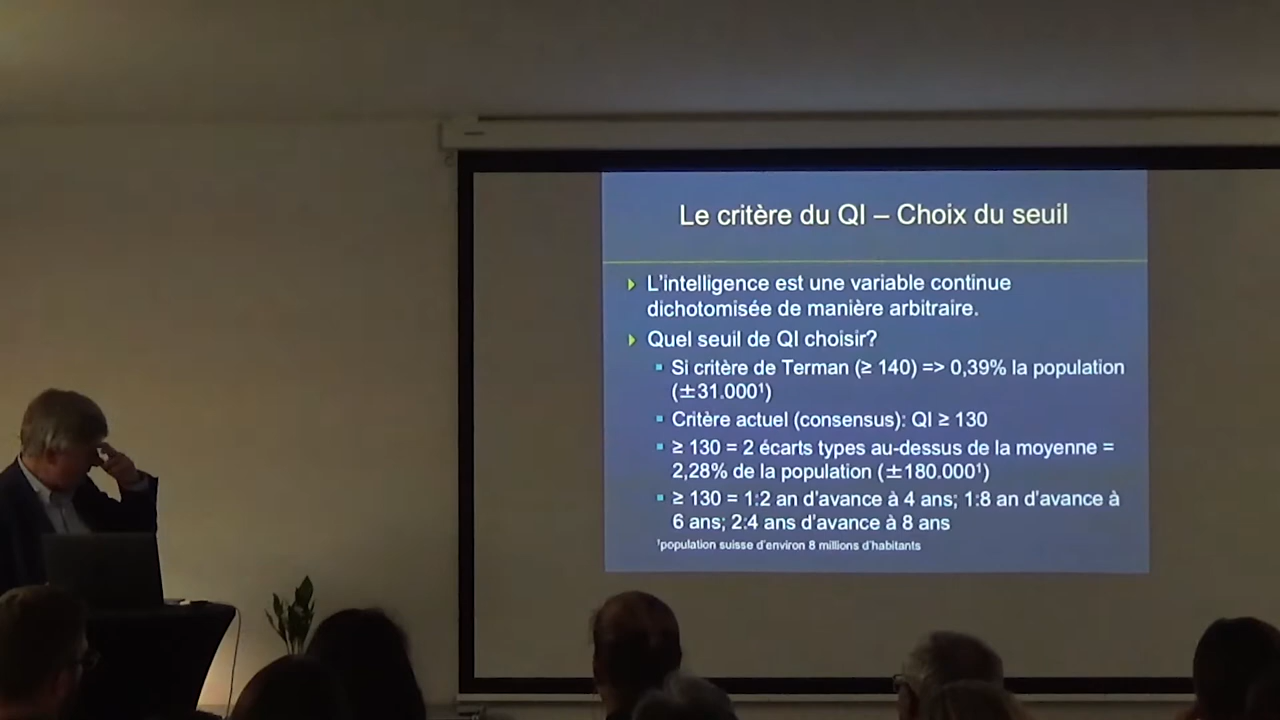 Le critère du QI – Choix du seuil
L'intelligence est une variable continue
dichotomisée de manière arbitraire.
Quel seuil de QI choisir?
Si critère de Terman (≥ 140) => 0,39% la population
(±31.000¹)
Critère actuel (consensus): QI ≥ 130
≥ 130 = 2 écarts types au-dessus de la moyenne =
2,28% de la population (±180.000¹)
≥ 130 = 1:2 an d'avance à 4 ans; 1:8 an d'avance à
6 ans; 2:4 ans d'avance à 8 ans
¹population suisse d'environ 8 millions d'habitants